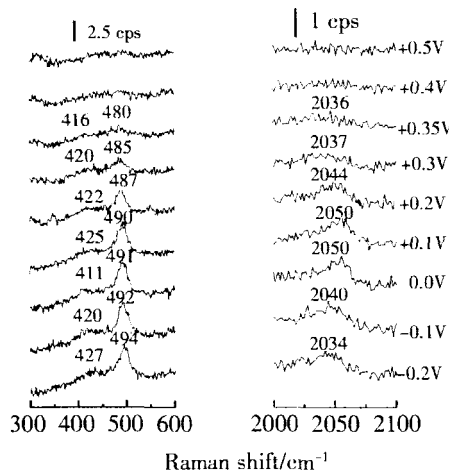 2.5 cps
1 cps
+0.5V
+0.4V
416 480
2036
+0.35V
420 485
2037
+0.3V
422 487
2044
+0.2V
425 490
2050
+0.1V
411 491
2050
0.0V
420 492
2040
−0.1V
427 494
2034
−0.2V
300 400 500 600
2000 2050 2100
Raman shift/cm⁻¹